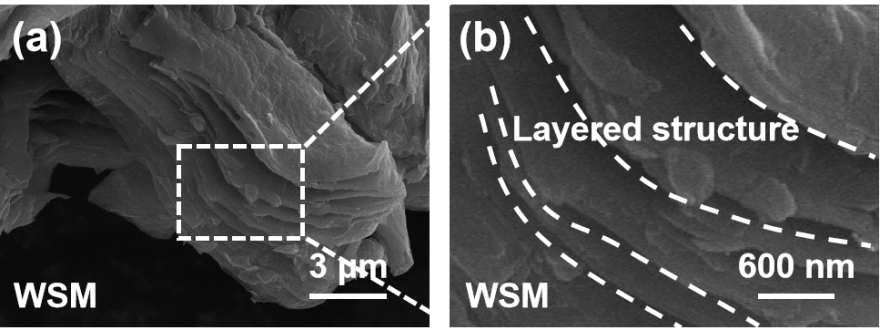 (a)
3 μm
WSM
(b)
Layered structure
600 nm
WSM